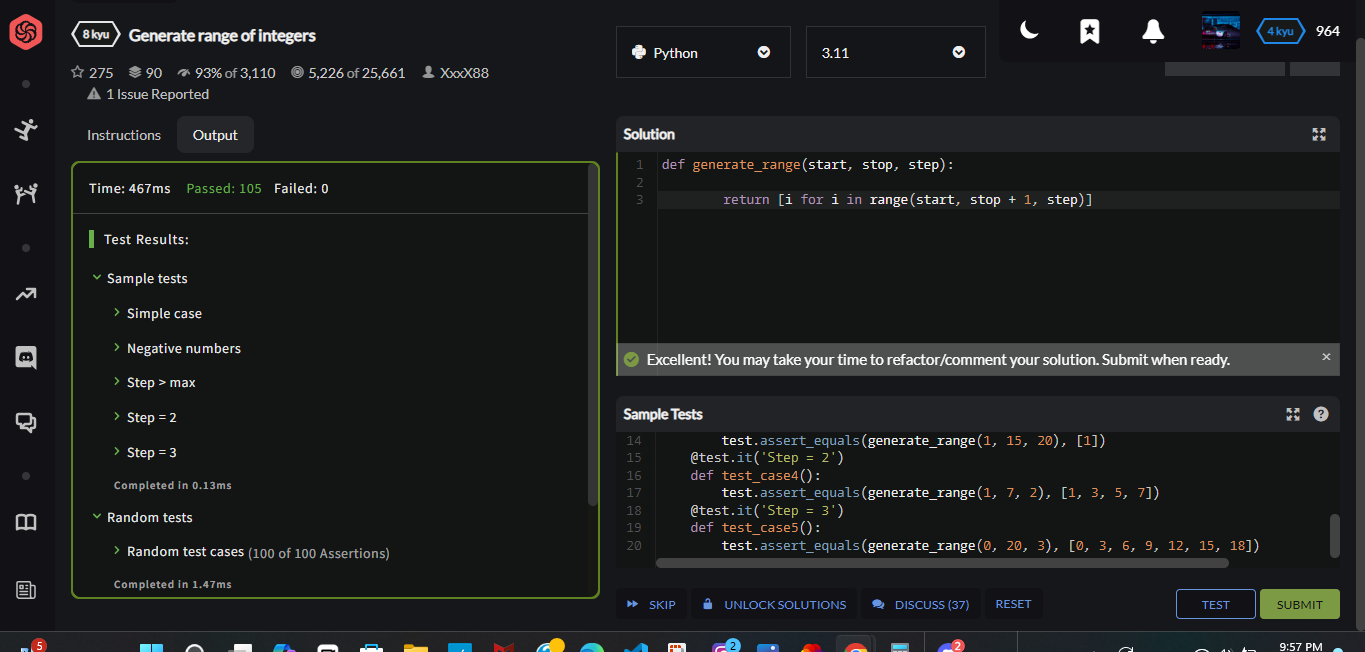 8 kyu Generate range of integers
275 90 93% of 3,110 5,226 of 25,661 XxxX88
1 Issue Reported
Instructions Output
Time: 467ms Passed: 105 Failed: 0
Test Results:
Sample tests
Simple case
Negative numbers
Step > max
Step = 2
Step = 3
Completed in 0.13ms
Random tests
Random test cases (100 of 100 Assertions)
Completed in 1.47ms
Python 3.11
4 kyu 964
Solution
1 def generate_range(start, stop, step):
2
3 return [i for i in range(start, stop + 1, step)]
Excellent! You may take your time to refactor/comment your solution. Submit when ready.
Sample Tests
14 test.assert_equals(generate_range(1, 15, 20), [1])
15 @test.it('Step = 2')
16 def test_case4():
17 test.assert_equals(generate_range(1, 7, 2), [1, 3, 5, 7])
18 @test.it('Step = 3')
19 def test_case5():
20 test.assert_equals(generate_range(0, 20, 3), [0, 3, 6, 9, 12, 15, 18])
SKIP UNLOCK SOLUTIONS DISCUSS (37) RESET TEST SUBMIT
5 2 2 9:57 PM